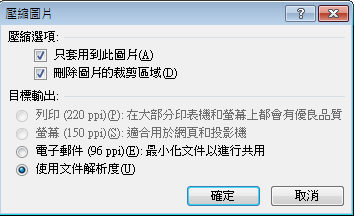 壓縮圖片
壓縮選項:
只套用到此圖片(A)
刪除圖片的裁剪區域(D)
目標輸出:
列印 (220 ppi)(P): 在大部分印表機和螢幕上都會有優良品質
螢幕 (150 ppi)(S): 適合用於網頁和投影機
電子郵件 (96 ppi)(E): 最小化文件以進行共用
使用文件解析度(U)
確定
取消